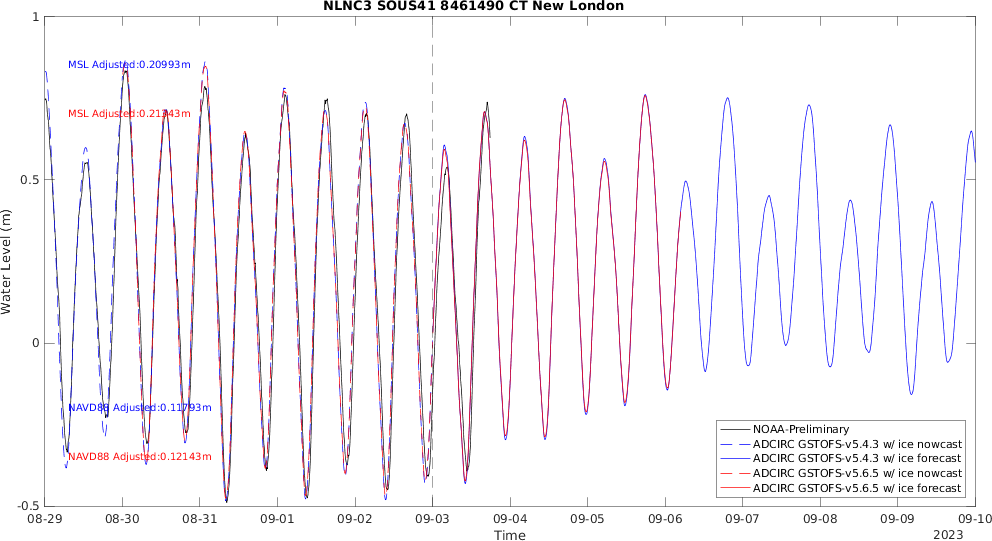 NLNC3 SOUS41 8461490 CT New London
1
0.5
0
-0.5
Water Level (m)
MSL Adjusted:0.20993m
MSL Adjusted:0.21343m
NAVD88 Adjusted:0.11793m
NAVD88 Adjusted:0.12143m
NOAA-Preliminary
ADCIRC GSTOFS-v5.4.3 w/ ice nowcast
ADCIRC GSTOFS-v5.4.3 w/ ice forecast
ADCIRC GSTOFS-v5.6.5 w/ ice nowcast
ADCIRC GSTOFS-v5.6.5 w/ ice forecast
08-29 08-30 08-31 09-01 09-02 09-03 09-04 09-05 09-06 09-07 09-08 09-09 09-10
Time
2023